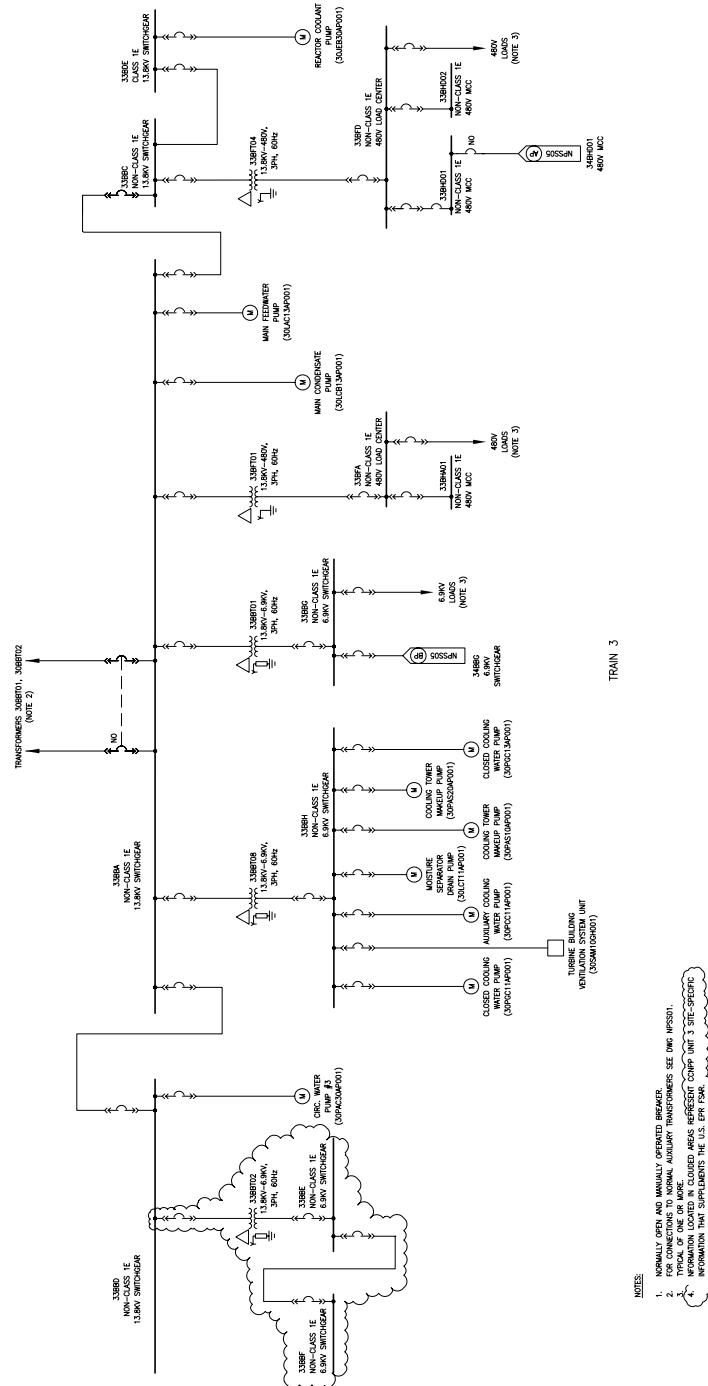 TRANSFORMERS 30BBT01, 30BBT02
(NOTE 2)
NO
33BBD
NON-CLASS 1E
13.8KV SWITCHGEAR
33BBA
NON-CLASS 1E
13.8KV SWITCHGEAR
33BBC
NON-CLASS 1E
13.8KV SWITCHGEAR
33BDE
CLASS 1E
13.8KV SWITCHGEAR
33BBT02
13.8KV-6.9KV,
3PH, 60Hz
33BBF
NON-CLASS 1E
6.9KV SWITCHGEAR
33BBE
NON-CLASS 1E
6.9KV SWITCHGEAR
M
CIRC. WATER
PUMP #3
(30PAC30AP001)
33BBT08
13.8KV-6.9KV,
3PH, 60Hz
33BBH
NON-CLASS 1E
6.9KV SWITCHGEAR
M
CLOSED COOLING
WATER PUMP
(30PGC11AP001)
TURBINE BUILDING
VENTILATION SYSTEM UNIT
(30SAM10GH001)
M
AUXILIARY COOLING
WATER PUMP
(30PCC11AP001)
M
MOISTURE
SEPARATOR
DRAIN PUMP
(30LCT11AP001)
M
COOLING TOWER
MAKEUP PUMP
(30PAS10AP001)
M
COOLING TOWER
MAKEUP PUMP
(30PAS20AP001)
M
CLOSED COOLING
WATER PUMP
(30PGC13AP001)
33BBT01
13.8KV-6.9KV,
3PH, 60Hz
33BBG
NON-CLASS 1E
6.9KV SWITCHGEAR
NPSS05
BP
34BBG
6.9KV
SWITCHGEAR
6.9KV
LOADS
(NOTE 3)
33BFT01
13.8KV-480V,
3PH, 60Hz
33BFA
NON-CLASS 1E
480V LOAD CENTER
33BHA01
NON-CLASS 1E
480V MCC
480V
LOADS
(NOTE 3)
M
MAIN CONDENSATE
PUMP
(30LCB13AP001)
M
MAIN FEEDWATER
PUMP
(30LAC13AP001)
33BFT04
13.8KV-480V,
3PH, 60Hz
33BFD
NON-CLASS 1E
480V LOAD CENTER
33BHD01
NON-CLASS 1E
480V MCC
NO
NPSS05
AP
34BHD01
480V MCC
33BHD02
NON-CLASS 1E
480V MCC
480V
LOADS
(NOTE 3)
M
REACTOR COOLANT
PUMP
(30JEB30AP001)
TRAIN 3
NOTES:
1. NORMALLY OPEN AND MANUALLY OPERATED BREAKER.
2. FOR CONNECTIONS TO NORMAL AUXILIARY TRANSFORMERS SEE DWG NPSS01.
3. TYPICAL OF ONE OR MORE.
4. INFORMATION LOCATED IN CLOUDED AREAS REPRESENT CCNPP UNIT 3 SITE-SPECIFIC
INFORMATION THAT SUPPLEMENTS THE U.S. EPR FSAR.